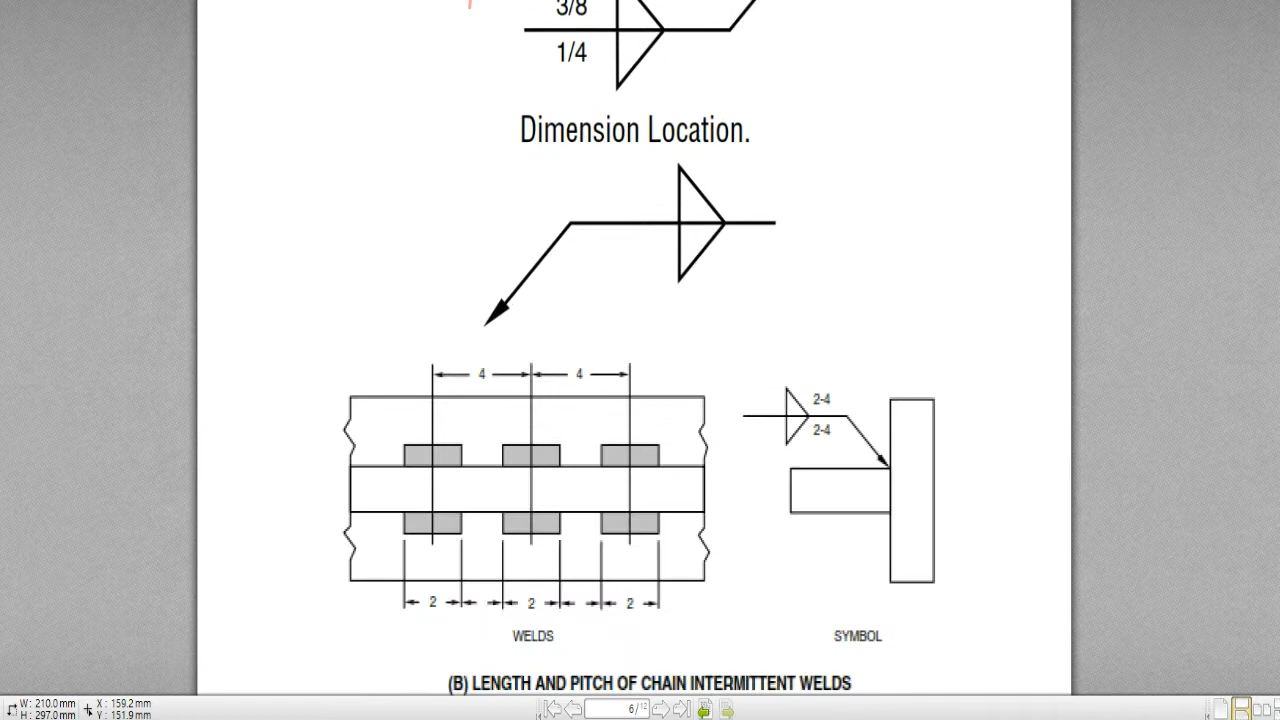 3/8
1/4
Dimension Location.
4 4
2-4
2-4
2 2 2
WELDS SYMBOL
(B) LENGTH AND PITCH OF CHAIN INTERMITTENT WELDS
W: 210.0mm X: 159.2mm
H: 297.0mm Y: 151.9mm
6/12